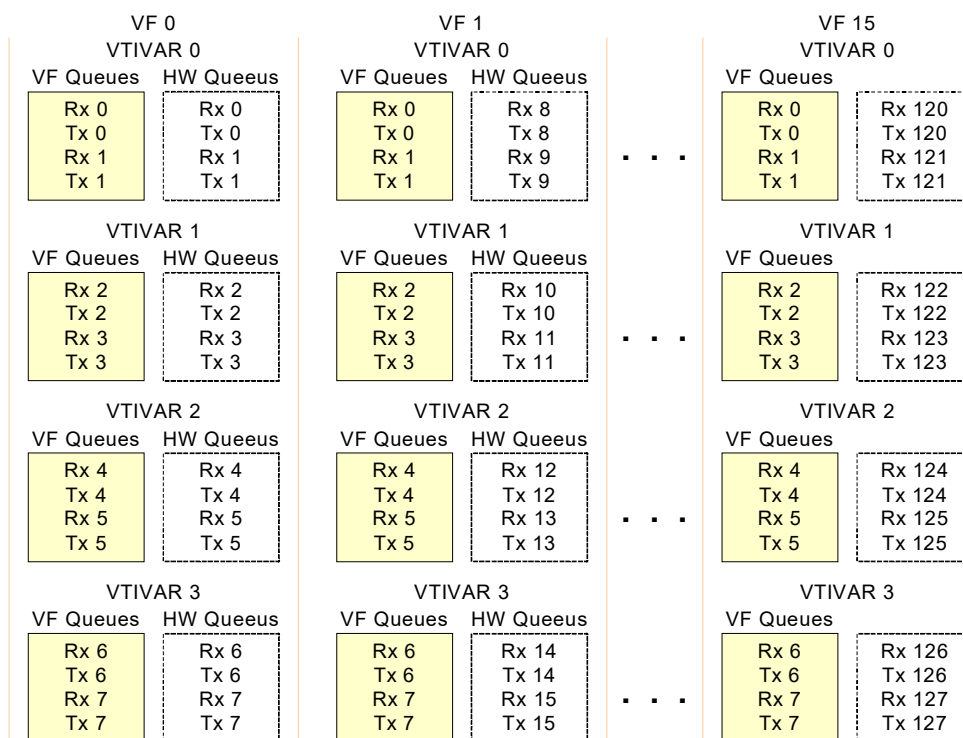 VF 0 VF 1 VF 15
VTIVAR 0 VTIVAR 0 VTIVAR 0
VF Queues HW Queeus VF Queues HW Queeus VF Queues
Rx 0 Rx 0 Rx 0 Rx 8 Rx 0 Rx 120
Tx 0 Tx 0 Tx 0 Tx 8 Tx 0 Tx 120
Rx 1 Rx 1 Rx 1 Rx 9 . . . Rx 1 Rx 121
Tx 1 Tx 1 Tx 1 Tx 9 Tx 1 Tx 121
VTIVAR 1 VTIVAR 1 VTIVAR 1
VF Queues HW Queeus VF Queues HW Queeus VF Queues
Rx 2 Rx 2 Rx 2 Rx 10 Rx 2 Rx 122
Tx 2 Tx 2 Tx 2 Tx 10 Tx 2 Tx 122
Rx 3 Rx 3 Rx 3 Rx 11 . . . Rx 3 Rx 123
Tx 3 Tx 3 Tx 3 Tx 11 Tx 3 Tx 123
VTIVAR 2 VTIVAR 2 VTIVAR 2
VF Queues HW Queeus VF Queues HW Queeus VF Queues
Rx 4 Rx 4 Rx 4 Rx 12 Rx 4 Rx 124
Tx 4 Tx 4 Tx 4 Tx 12 Tx 4 Tx 124
Rx 5 Rx 5 Rx 5 Rx 13 . . . Rx 5 Rx 125
Tx 5 Tx 5 Tx 5 Tx 13 Tx 5 Tx 125
VTIVAR 3 VTIVAR 3 VTIVAR 3
VF Queues HW Queeus VF Queues HW Queeus VF Queues
Rx 6 Rx 6 Rx 6 Rx 14 Rx 6 Rx 126
Tx 6 Tx 6 Tx 6 Tx 14 Tx 6 Tx 126
Rx 7 Rx 7 Rx 7 Rx 15 . . . Rx 7 Rx 127
Tx 7 Tx 7 Tx 7 Tx 15 Tx 7 Tx 127